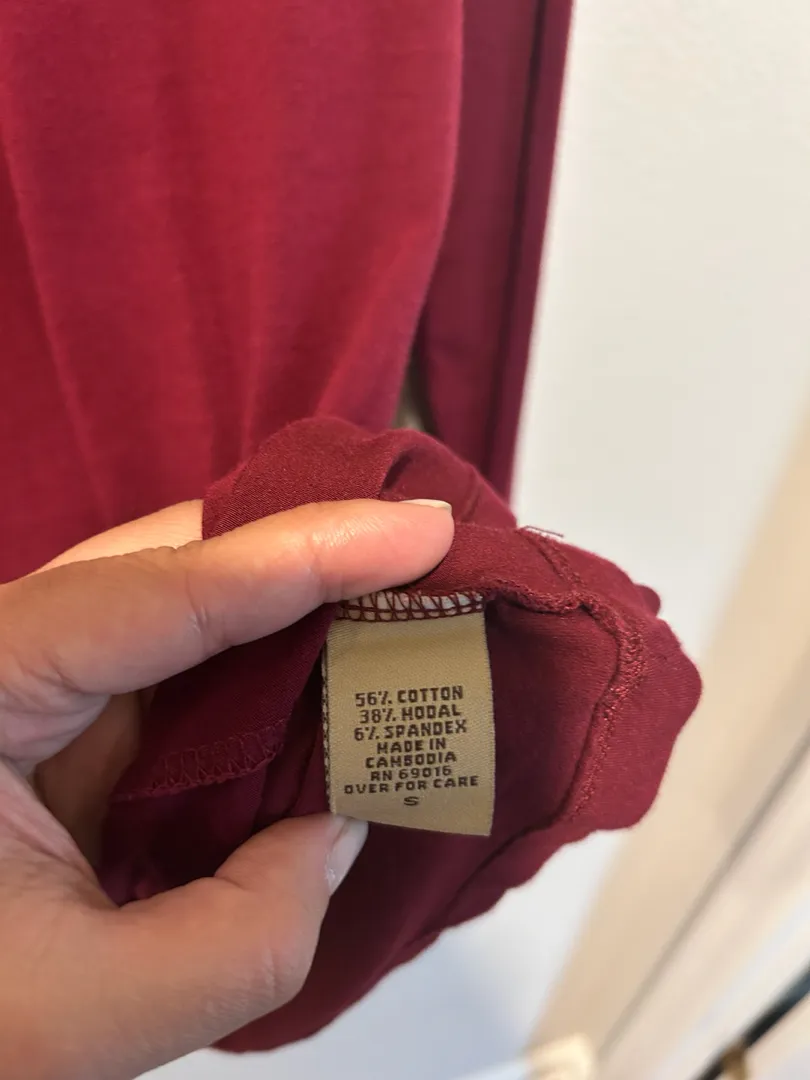 56% COTTON
38% MODAL
6% SPANDEX
MADE IN
CAMBODIA
RN 69016
OVER FOR CARE
S